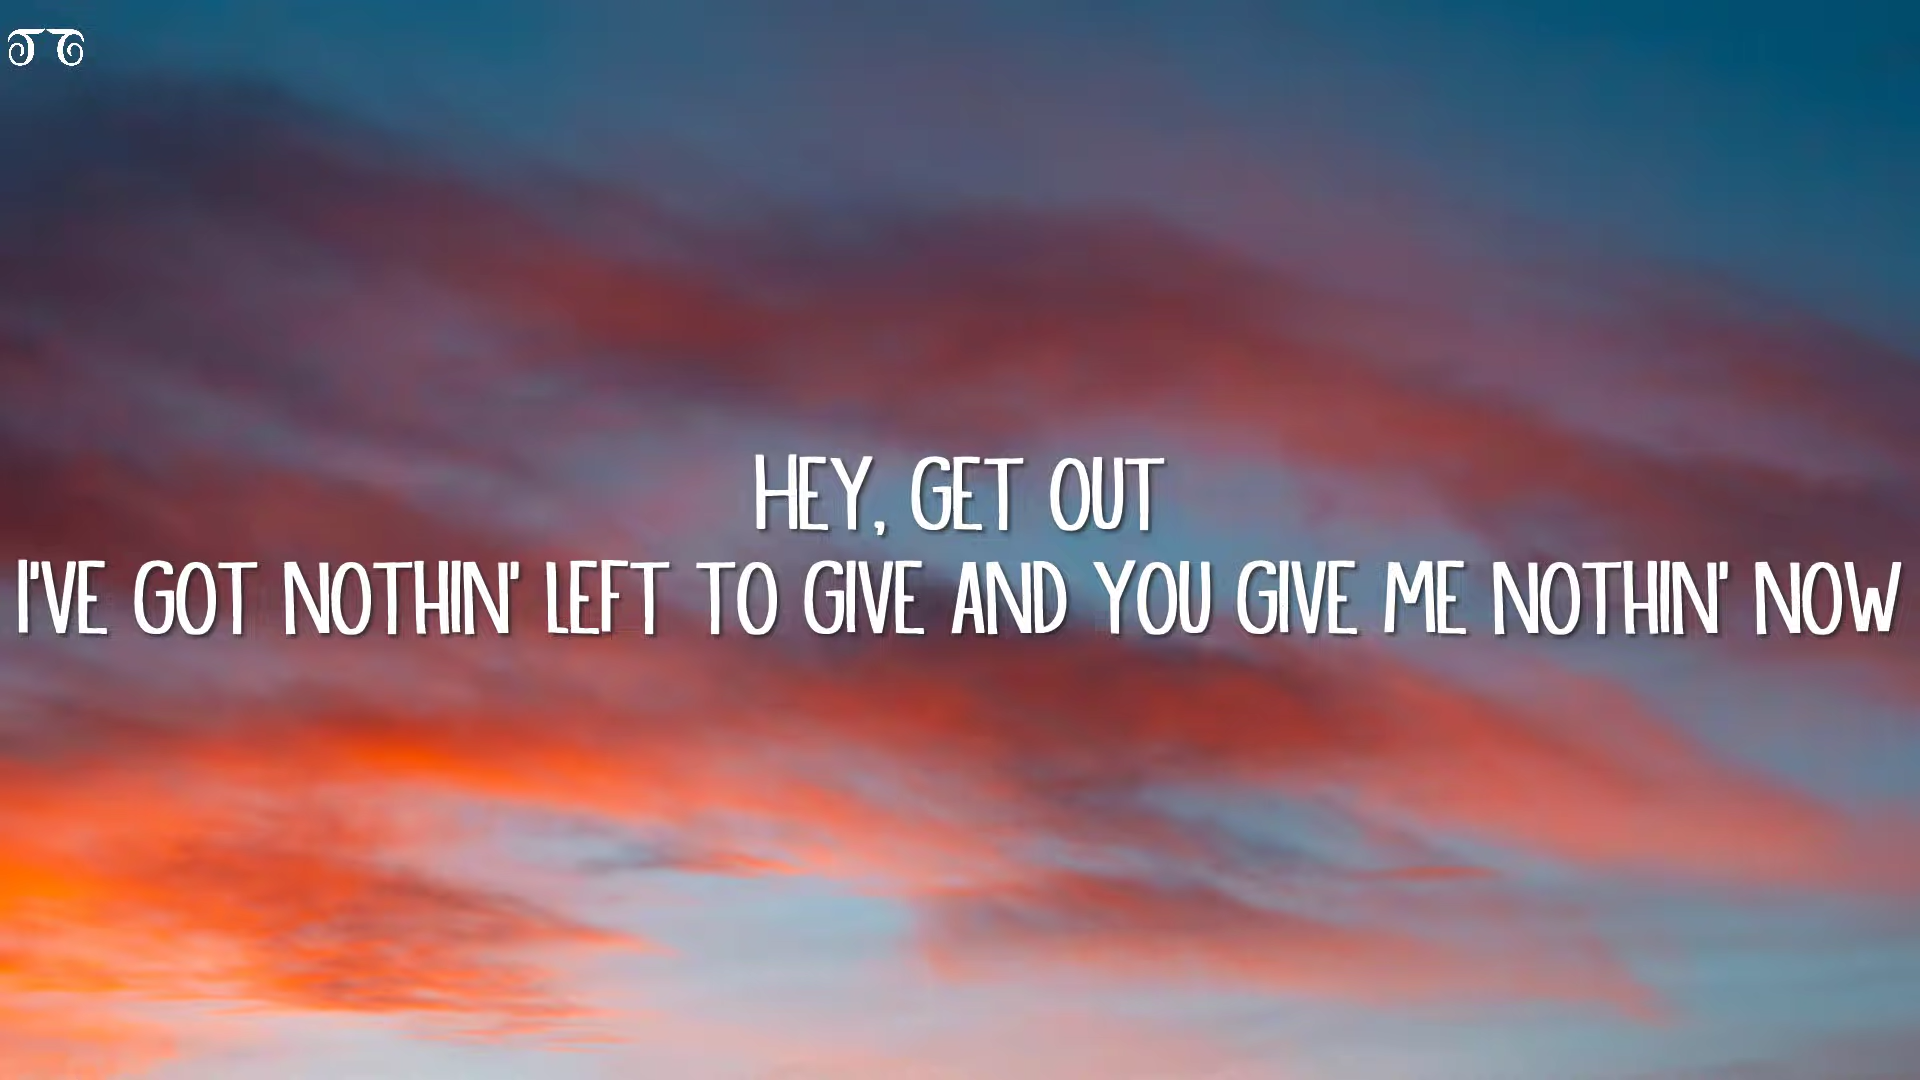 HEY, GET OUT
I'VE GOT NOTHIN' LEFT TO GIVE AND YOU GIVE ME NOTHIN' NOW